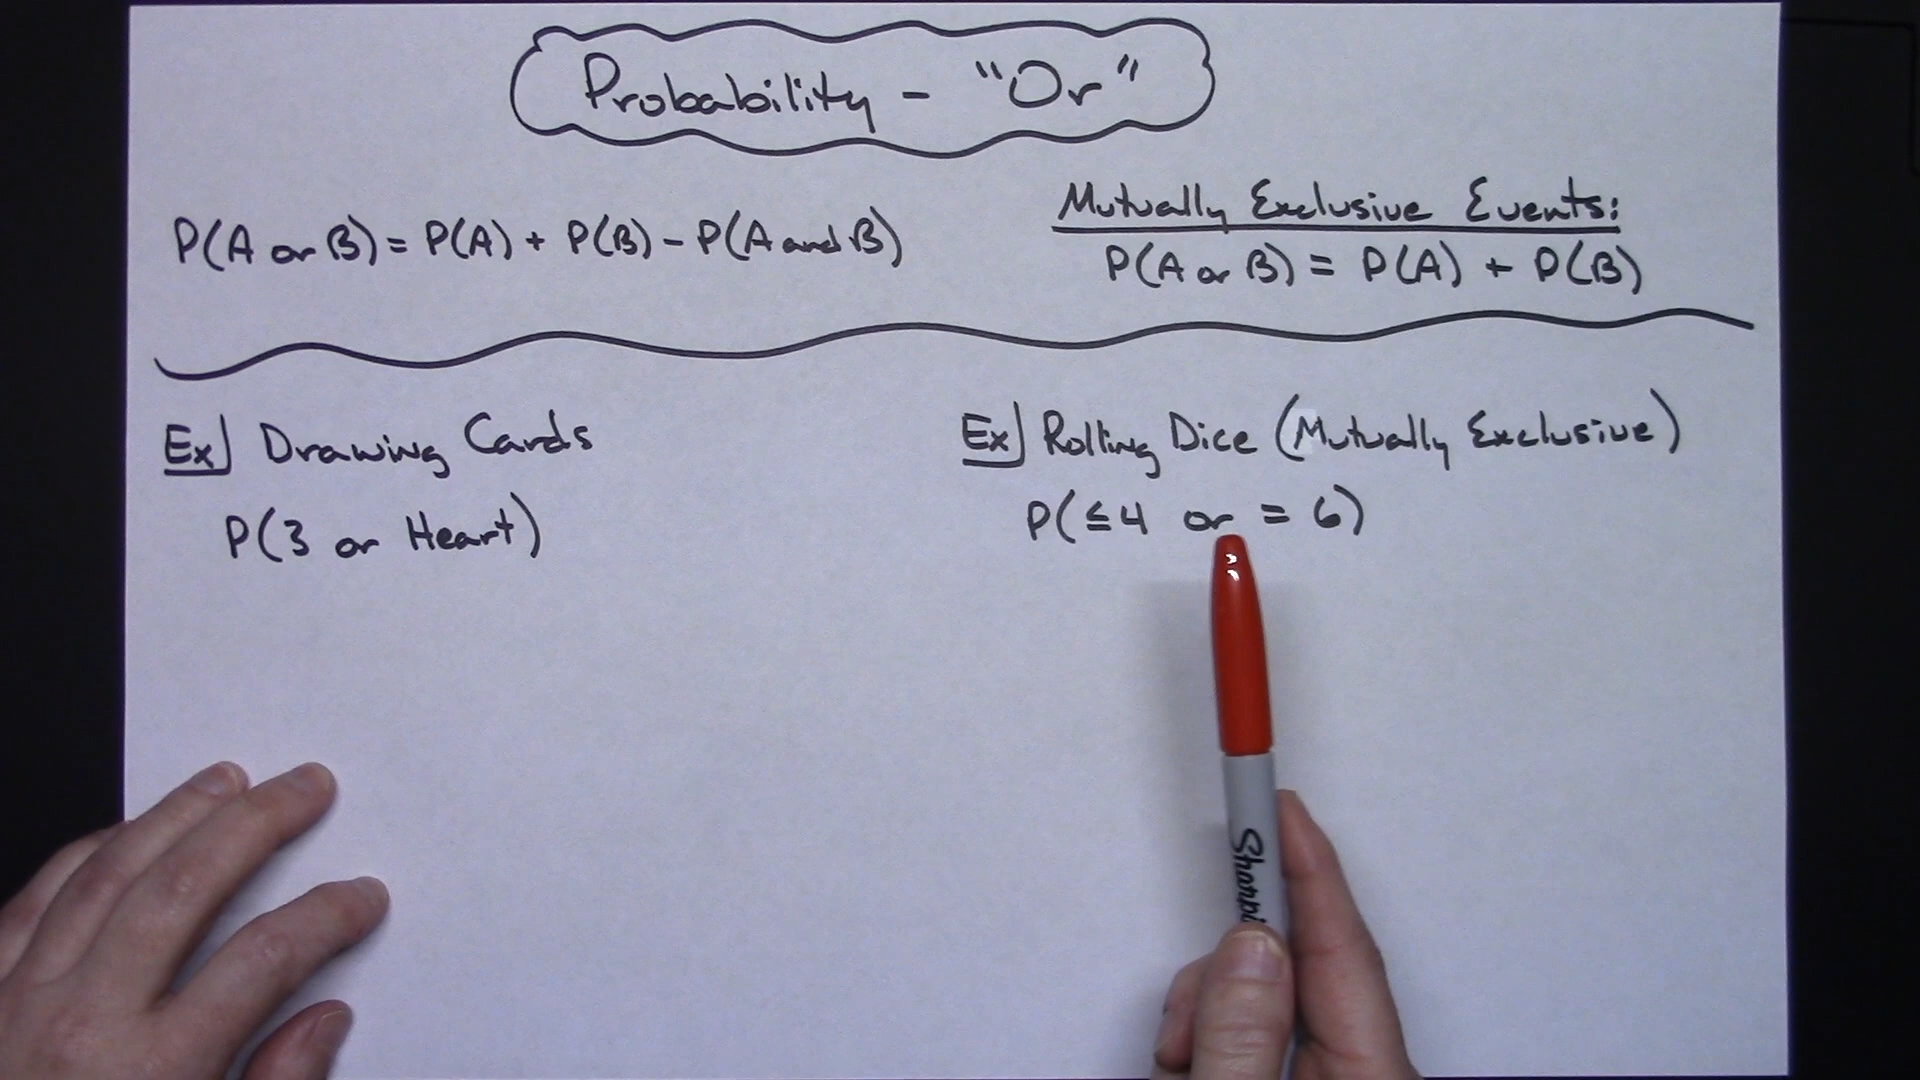 Probability - "Or"
P(A or B) = P(A) + P(B) - P(A and B)
Mutually Exclusive Events:
P(A or B) = P(A) + P(B)
Ex] Drawing Cards
P(3 or Heart)
Ex] Rolling Dice (Mutually Exclusive)
P(≤4 or = 6)
Sharpi